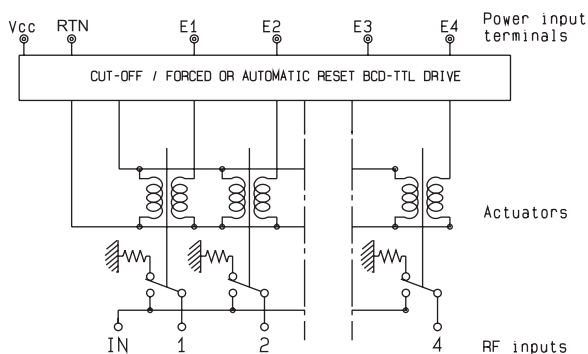 Vcc RTN E1 E2 E3 E4 Power input
terminals
CUT-OFF / FORCED OR AUTOMATIC RESET BCD-TTL DRIVE
Actuators
IN 1 2 4 RF inputs